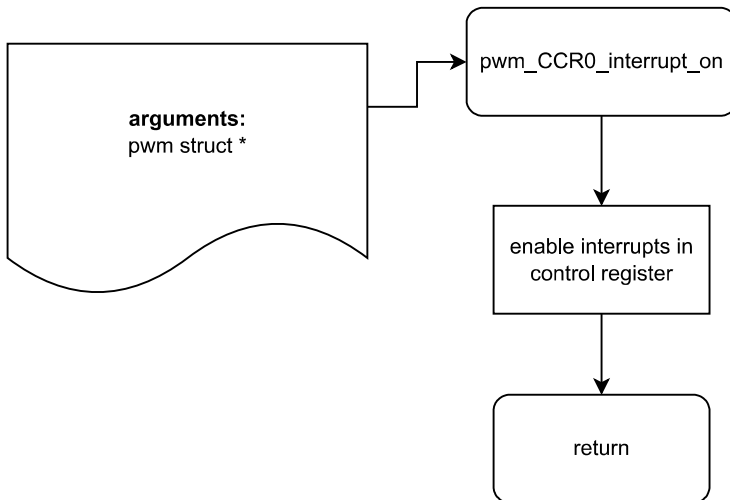 arguments:
pwm struct *
pwm_CCR0_interrupt_on
enable interrupts in
control register
return